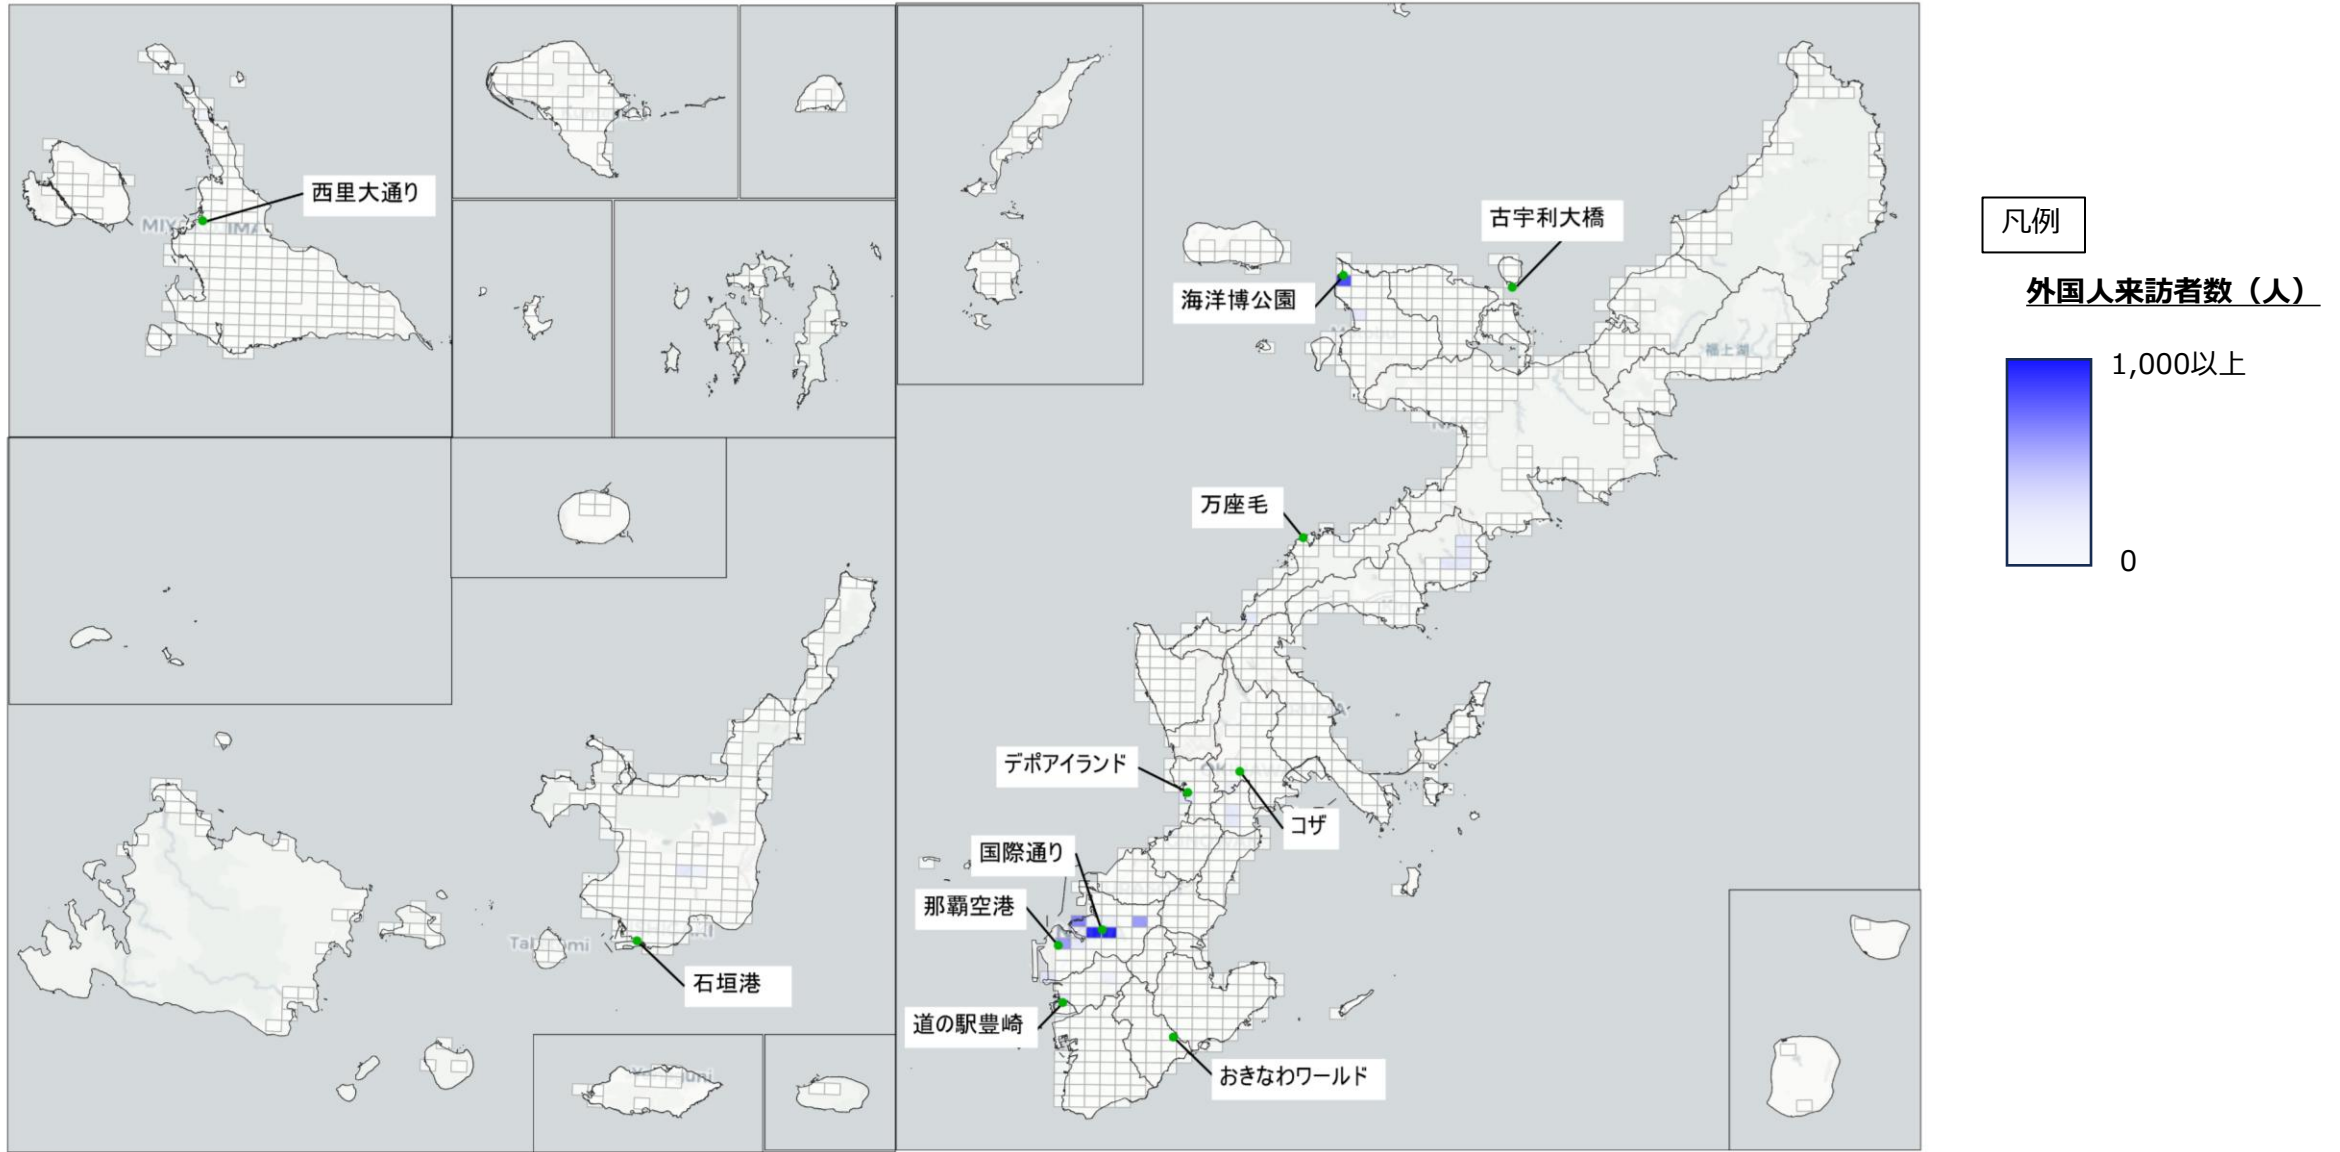 西里大通り
古宇利大橋
海洋博公園
福上湖
万座毛
デポアイランド
コザ
国際通り
那覇空港
石垣港
道の駅豊崎
おきなわワールド
凡例
外国人来訪者数（人）
1,000以上
0